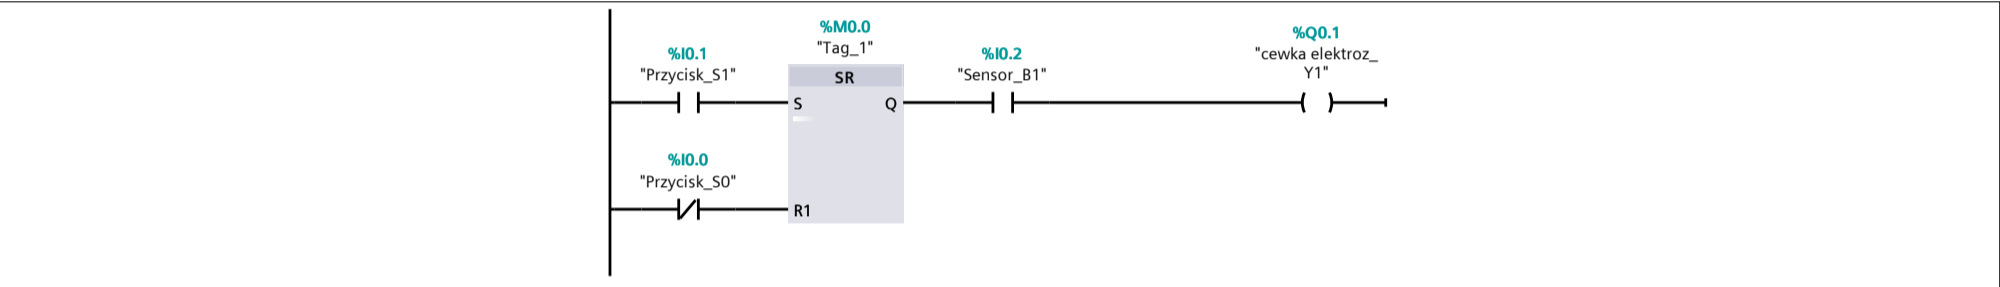 %M0.0
"Tag_1"
%I0.1
"Przycisk_S1"
SR
%I0.2
"Sensor_B1"
%Q0.1
"cewka elektroz_
Y1"
S
Q
%I0.0
"Przycisk_S0"
R1